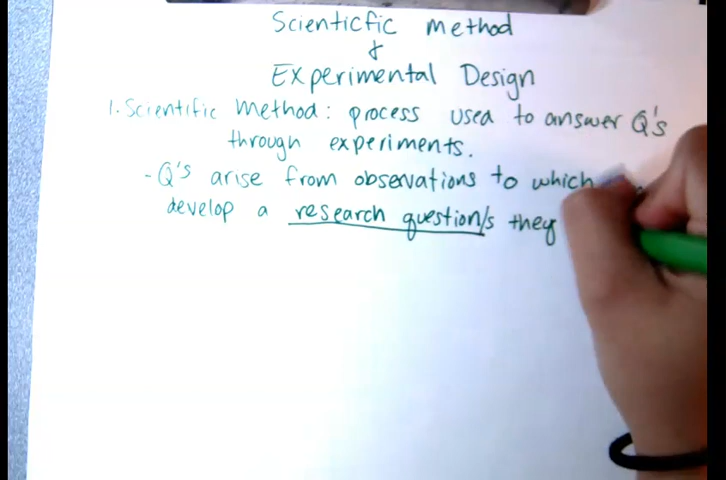 Scienticfic method
&
Experimental Design
1. Scientific Method: process used to answer Q's
through experiments.
- Q's arise from observations to which
develop a research question/s they